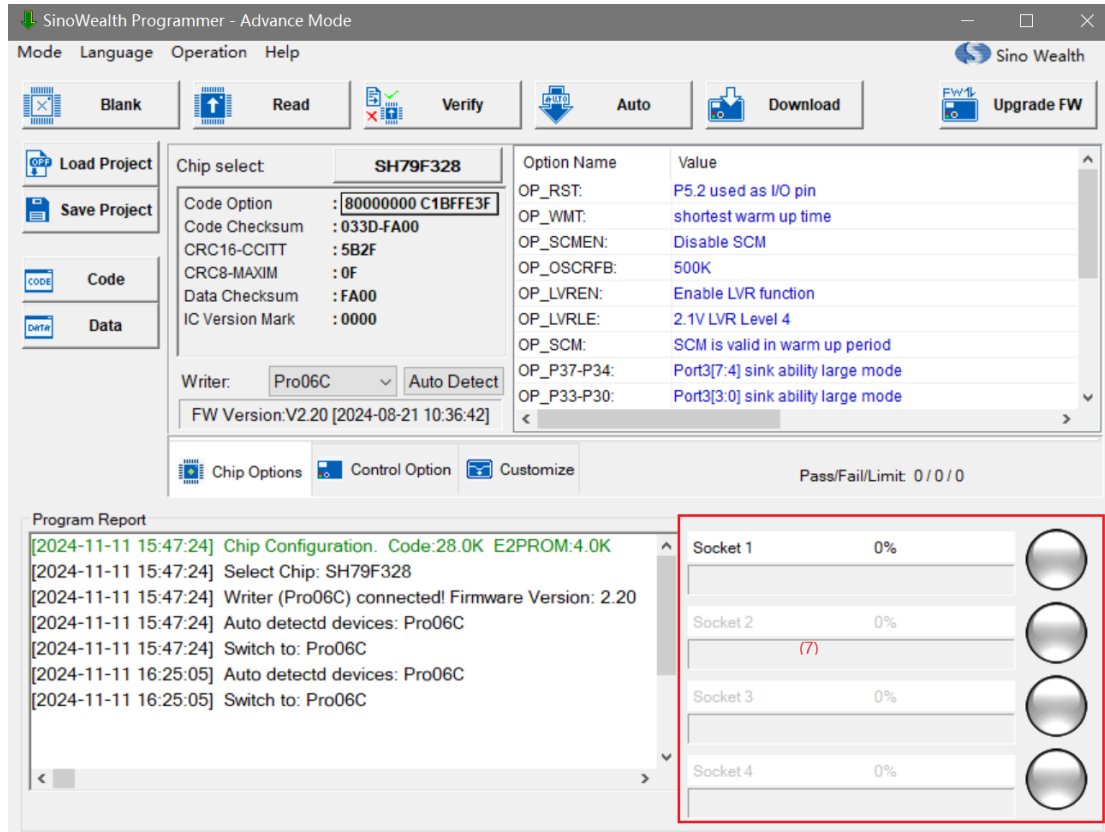 SinoWealth Programmer - Advance Mode
Mode Language Operation Help
Sino Wealth
Blank
Read
Verify
AUTO
Auto
Download
FW
Upgrade FW
OPP
Load Project
Save Project
CODE
Code
DATA
Data
Chip select:
SH79F328
Code Option : 80000000 C1BFFE3F
Code Checksum : 033D-FA00
CRC16-CCITT : 5B2F
CRC8-MAXIM : 0F
Data Checksum : FA00
IC Version Mark : 0000
Writer: Pro06C Auto Detect
FW Version:V2.20 [2024-08-21 10:36:42]
Option Name Value
OP_RST: P5.2 used as I/O pin
OP_WMT: shortest warm up time
OP_SCMEN: Disable SCM
OP_OSCRFB: 500K
OP_LVREN: Enable LVR function
OP_LVRLE: 2.1V LVR Level 4
OP_SCM: SCM is valid in warm up period
OP_P37-P34: Port3[7:4] sink ability large mode
OP_P33-P30: Port3[3:0] sink ability large mode
Chip Options
Control Option
Customize
Pass/Fail/Limit: 0 / 0 / 0
Program Report
[2024-11-11 15:47:24] Chip Configuration. Code:28.0K E2PROM:4.0K
[2024-11-11 15:47:24] Select Chip: SH79F328
[2024-11-11 15:47:24] Writer (Pro06C) connected! Firmware Version: 2.20
[2024-11-11 15:47:24] Auto detectd devices: Pro06C
[2024-11-11 15:47:24] Switch to: Pro06C
[2024-11-11 16:25:05] Auto detectd devices: Pro06C
[2024-11-11 16:25:05] Switch to: Pro06C
Socket 1 0%
Socket 2 0%
(7)
Socket 3 0%
Socket 4 0%